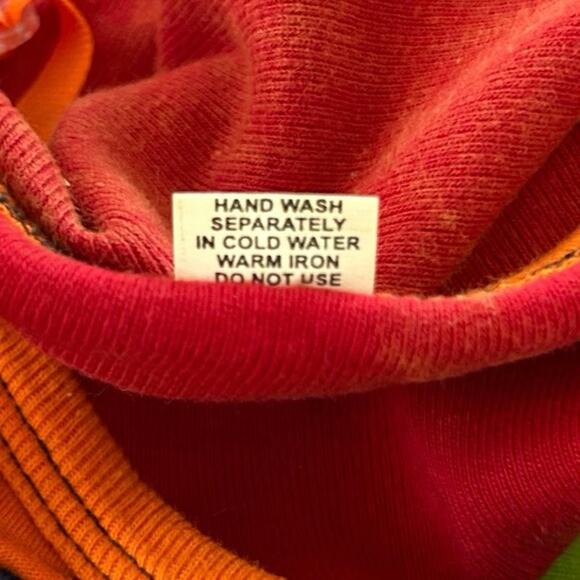 HAND WASH
SEPARATELY
IN COLD WATER
WARM IRON
DO NOT USE